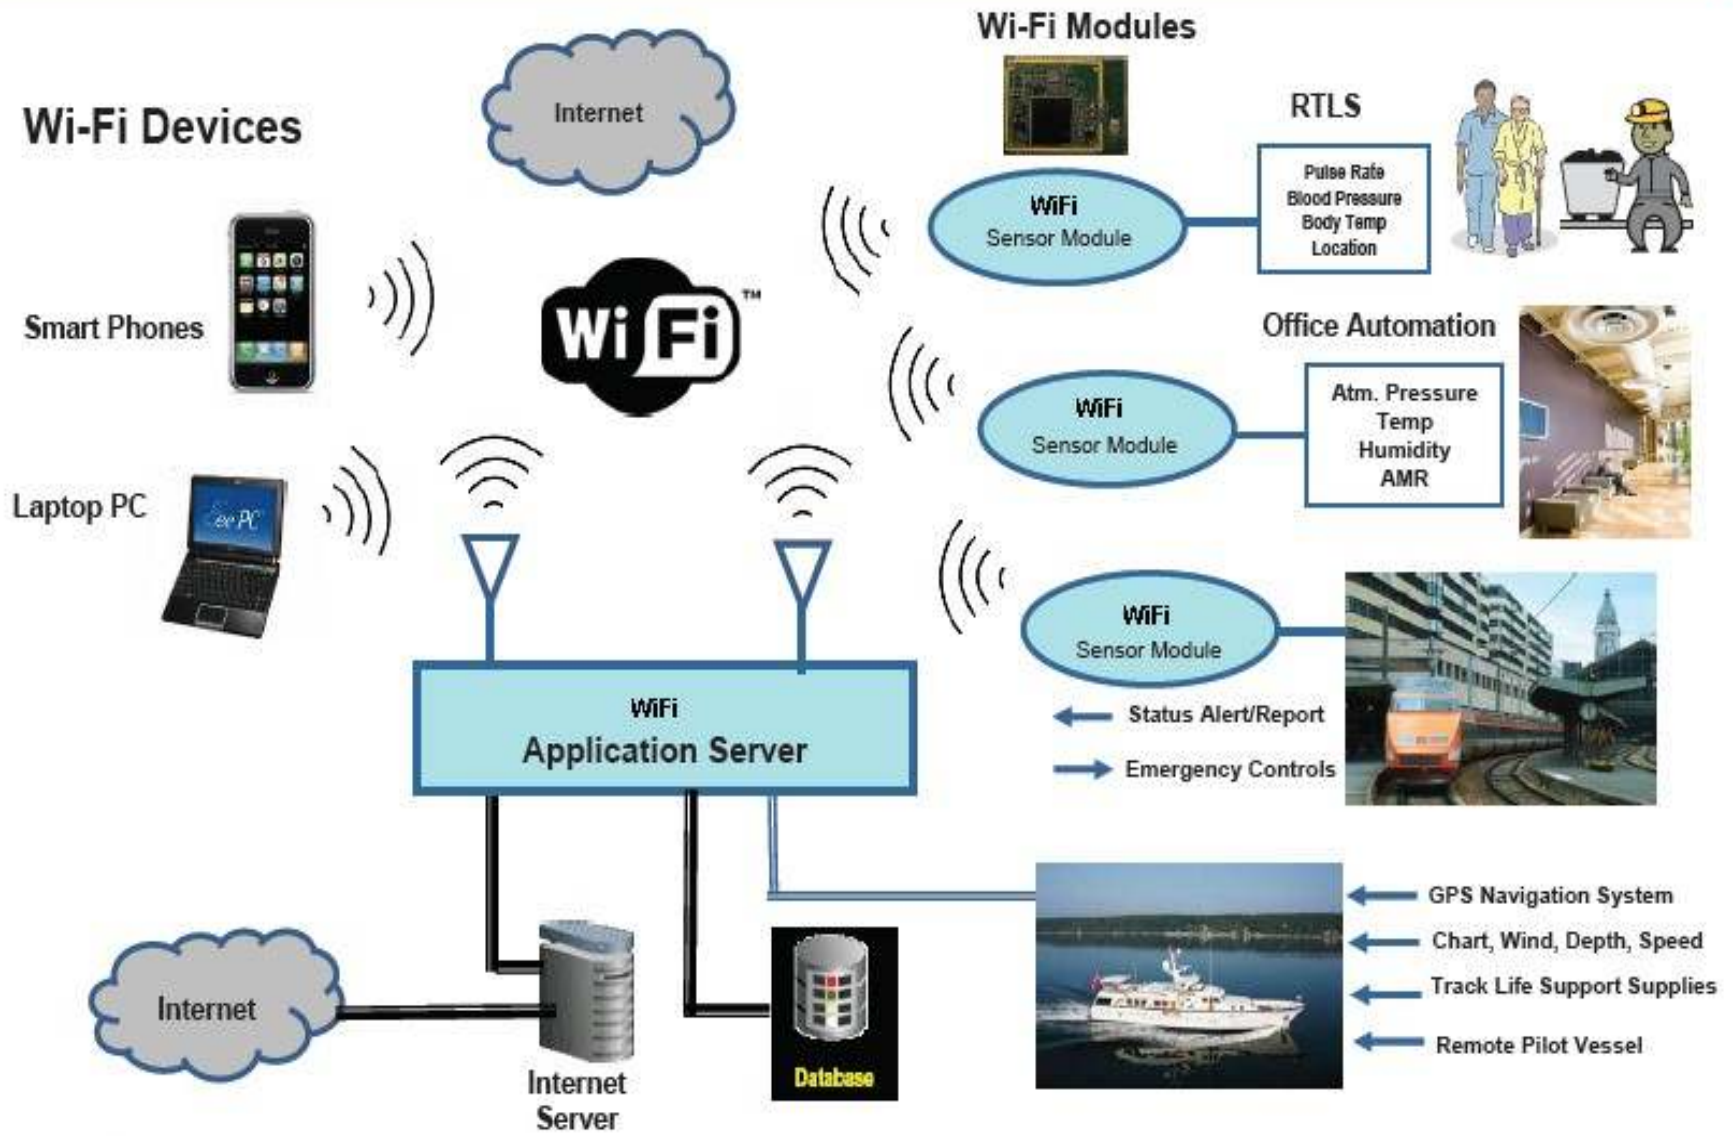 Wi-Fi Modules
Internet
Wi-Fi Devices
RTLS
Pulse Rate
Blood Pressure
Body Temp
Location
WiFi
Sensor Module
Smart Phones
Wi Fi ™
Office Automation
Atm. Pressure
Temp
Humidity
AMR
WiFi
Sensor Module
Laptop PC
Eee PC
WiFi
Sensor Module
Status Alert/Report
Emergency Controls
WiFi
Application Server
GPS Navigation System
Chart, Wind, Depth, Speed
Track Life Support Supplies
Remote Pilot Vessel
Internet
Internet
Server
Database